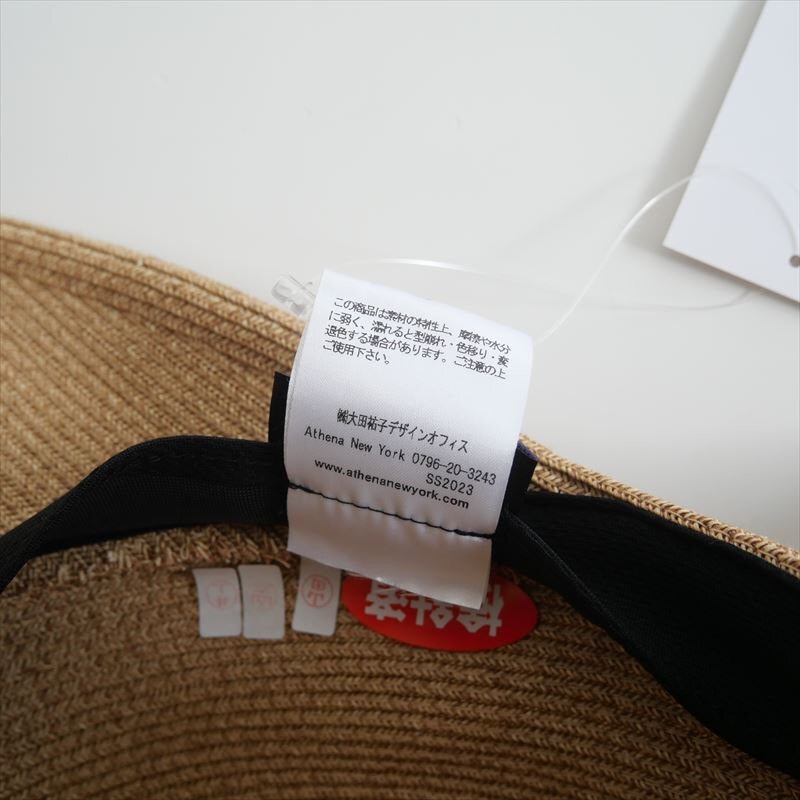 この商品は素材の特性上、摩擦や水分
に弱く、濡れると型崩れ・色移り・変
退色する場合があります。ご注意の上
ご使用下さい。
㈱大田祐子デザインオフィス
Athena New York 0796-20-3243
SS2023
www.athenanewyork.com
検針済